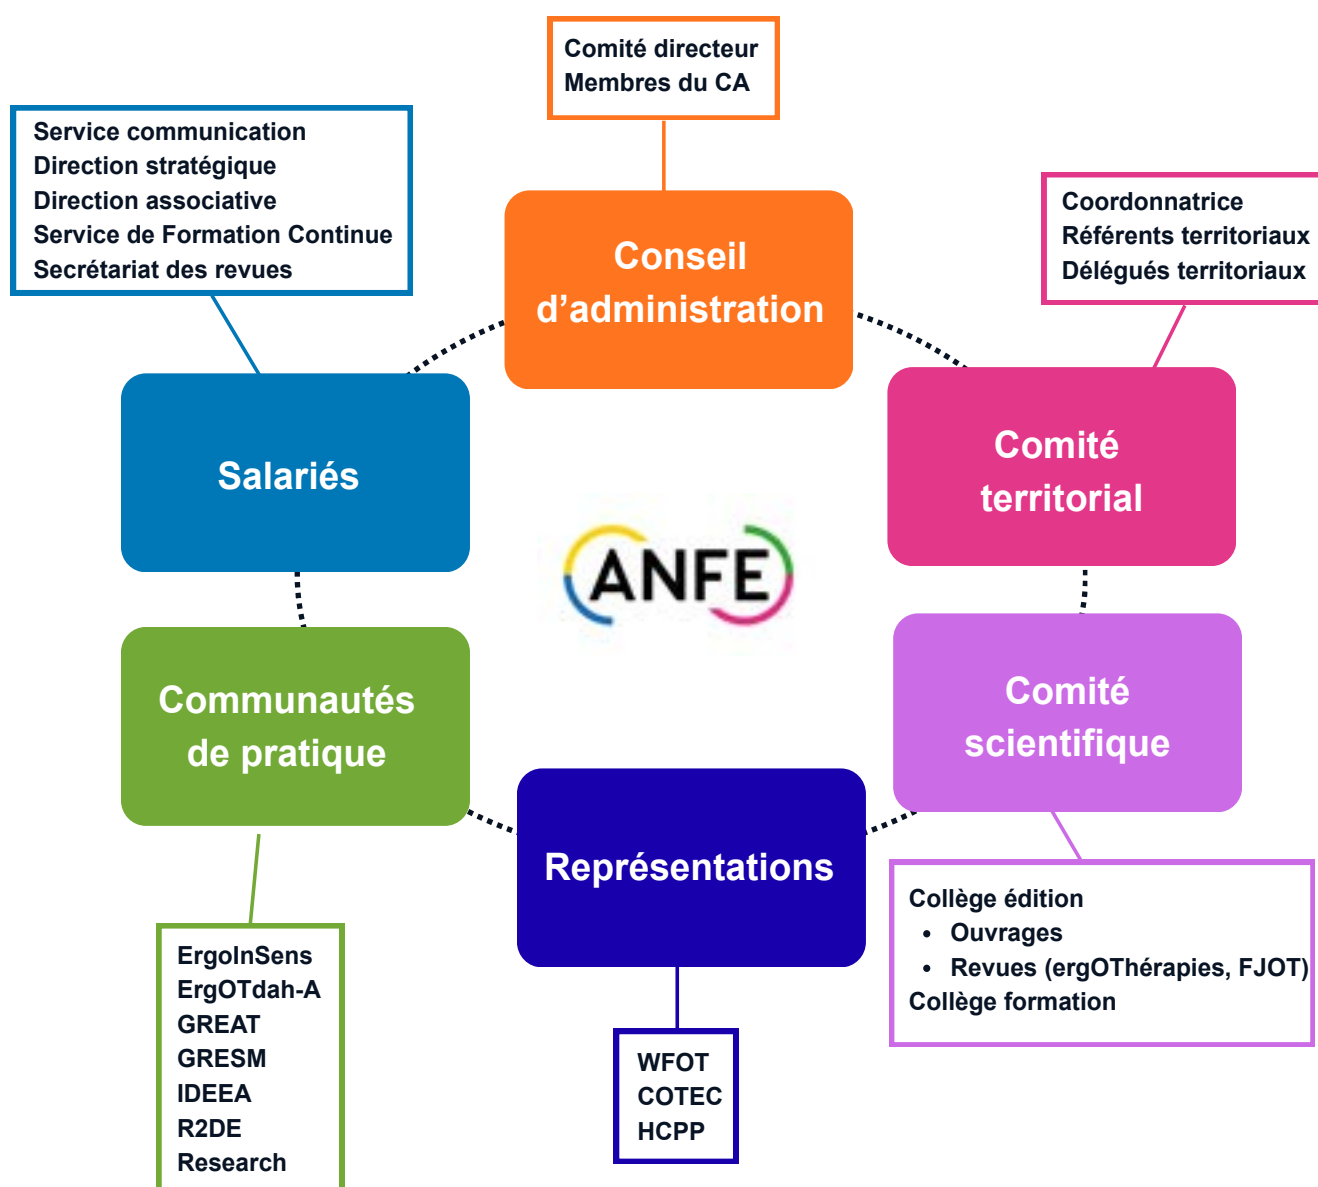 Comité directeur
Membres du CA
Service communication
Direction stratégique
Direction associative
Service de Formation Continue
Secrétariat des revues
Coordonnatrice
Référents territoriaux
Délégués territoriaux
Conseil
d’administration
Salariés
Comité
territorial
ANFE
Communautés
de pratique
Comité
scientifique
Représentations
Collège édition
• Ouvrages
• Revues (ergOThérapies, FJOT)
Collège formation
ErgoInSens
ErgOTdah-A
GREAT
GRESM
IDEEA
R2DE
Research
WFOT
COTEC
HCPP